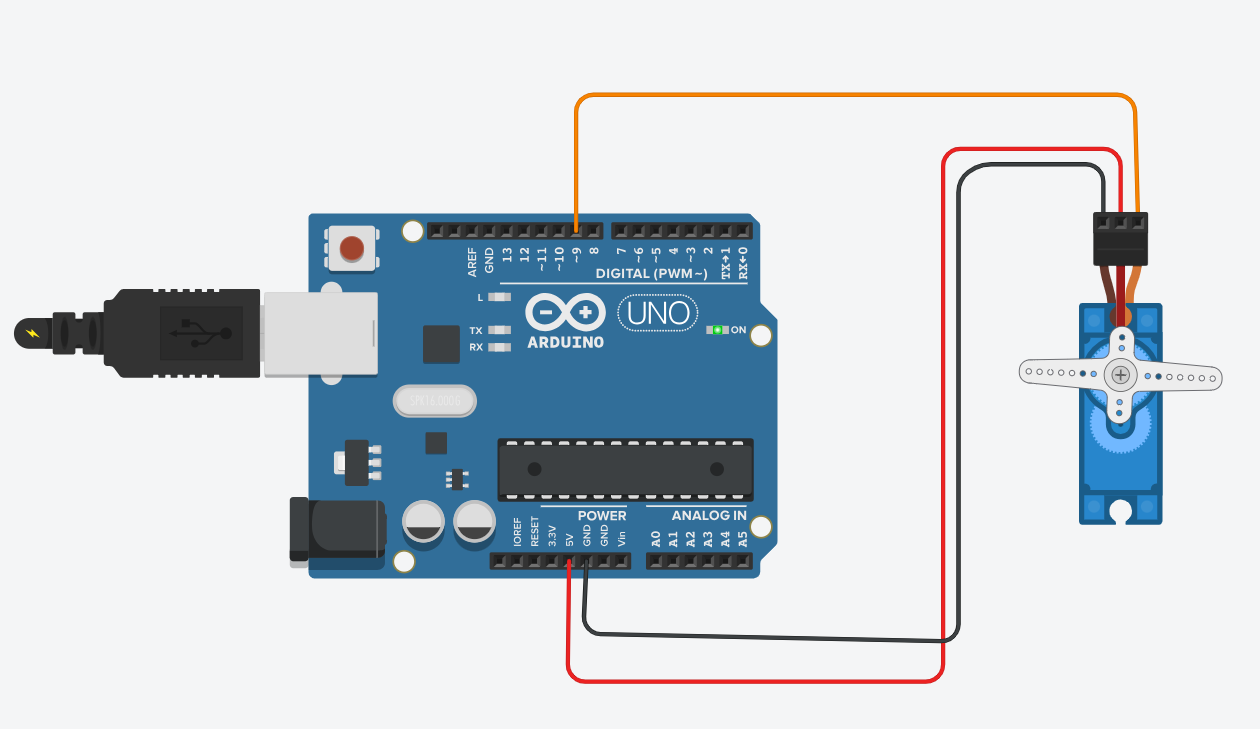 AREF
GND
13
12
~11
~10
~9
8
7
~6
~5
4
~3
2
TX→1
RX←0
DIGITAL (PWM~)
L
TX
RX
ARDUINO
UNO
ON
POWER
ANALOG IN
IOREF
RESET
3.3V
5V
GND
GND
Vin
A0
A1
A2
A3
A4
A5